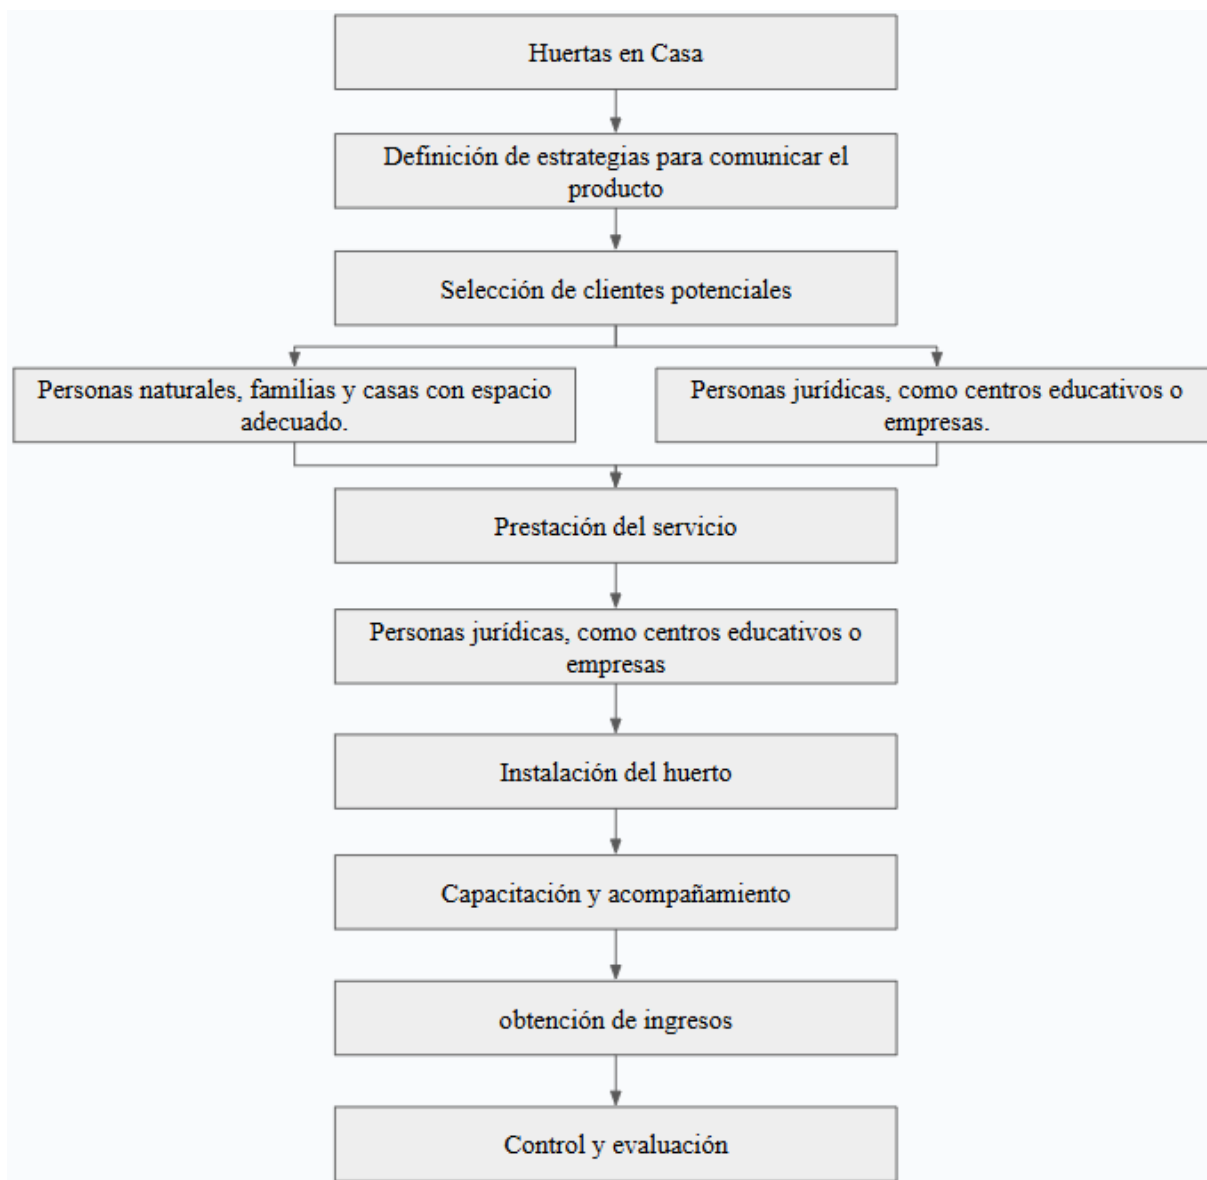 Huertas en Casa
Definición de estrategias para comunicar el
producto
Selección de clientes potenciales
Personas naturales, familias y casas con espacio
adecuado.
Personas jurídicas, como centros educativos o
empresas.
Prestación del servicio
Personas jurídicas, como centros educativos o
empresas
Instalación del huerto
Capacitación y acompañamiento
obtención de ingresos
Control y evaluación